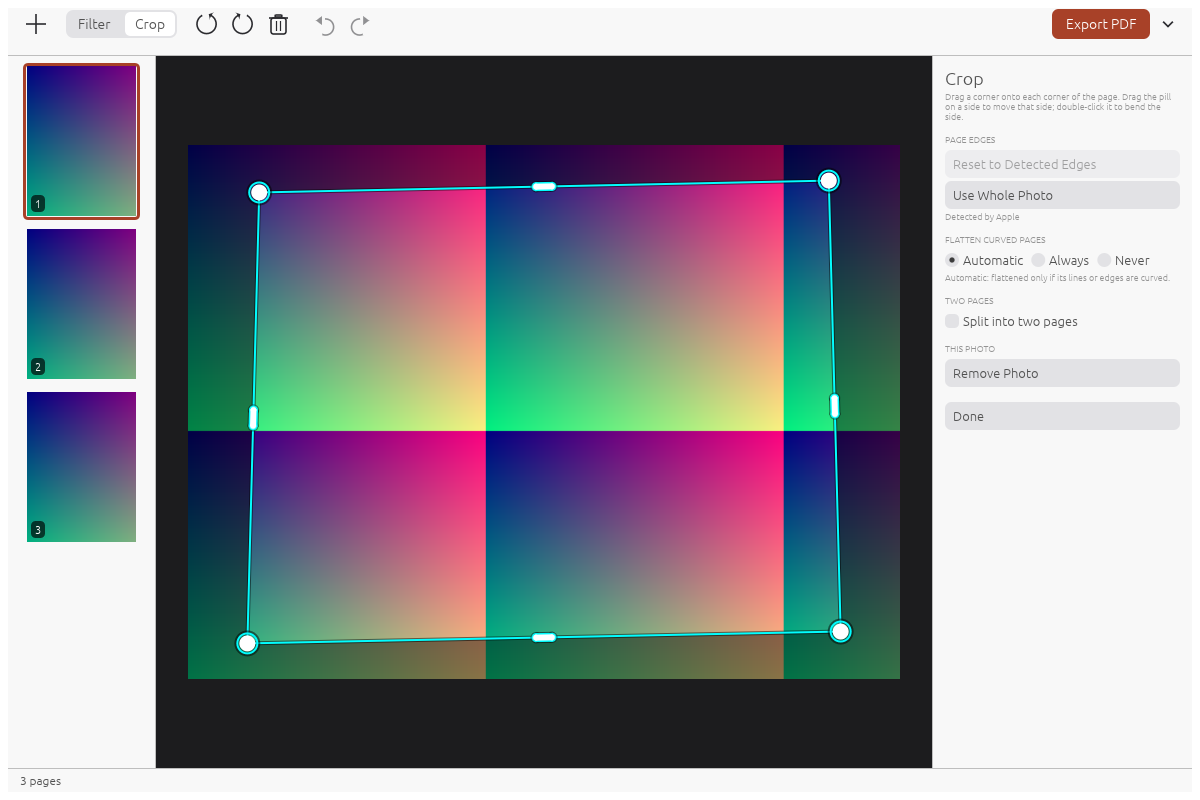 Filter Crop Export PDF
1
2
3
Crop
Drag a corner onto each corner of the page. Drag the pill
on a side to move that side; double-click it to bend the
side.
PAGE EDGES
Reset to Detected Edges
Use Whole Photo
Detected by Apple
FLATTEN CURVED PAGES
Automatic Always Never
Automatic: flattened only if its lines or edges are curved.
TWO PAGES
Split into two pages
THIS PHOTO
Remove Photo
Done
3 pages